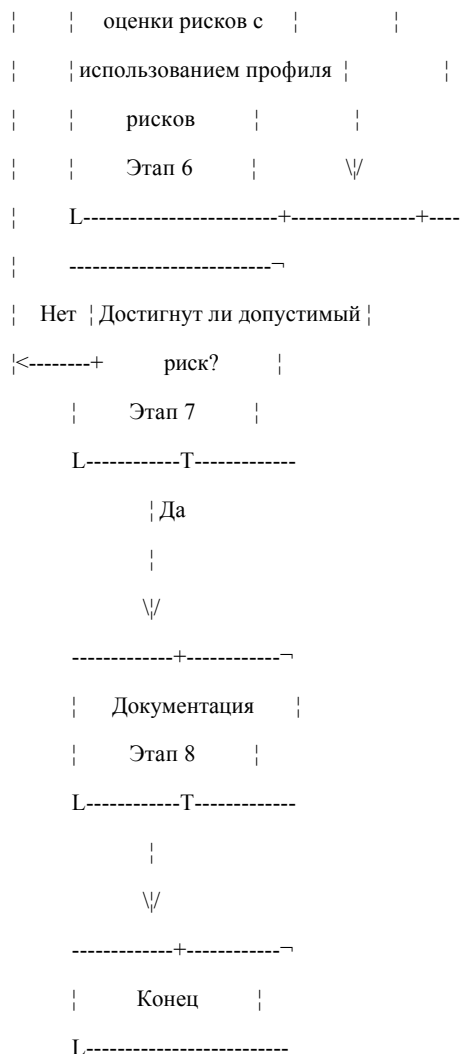 ¦ ¦ оценки рисков с ¦ ¦
¦ ¦ использованием профиля ¦ ¦
¦ ¦ рисков ¦ ¦
¦ ¦ Этап 6 ¦ \¦/
¦ L-------------------------+----------------+----
¦ --------------------------¬
¦ Нет ¦ Достигнут ли допустимый ¦
¦<--------+ риск? ¦
¦ Этап 7 ¦
L------------T-------------
¦ Да
¦
\¦/
-------------+------------¬
¦ Документация ¦
¦ Этап 8 ¦
L------------T-------------
¦
\¦/
-------------+------------¬
¦ Конец ¦
L--------------------------